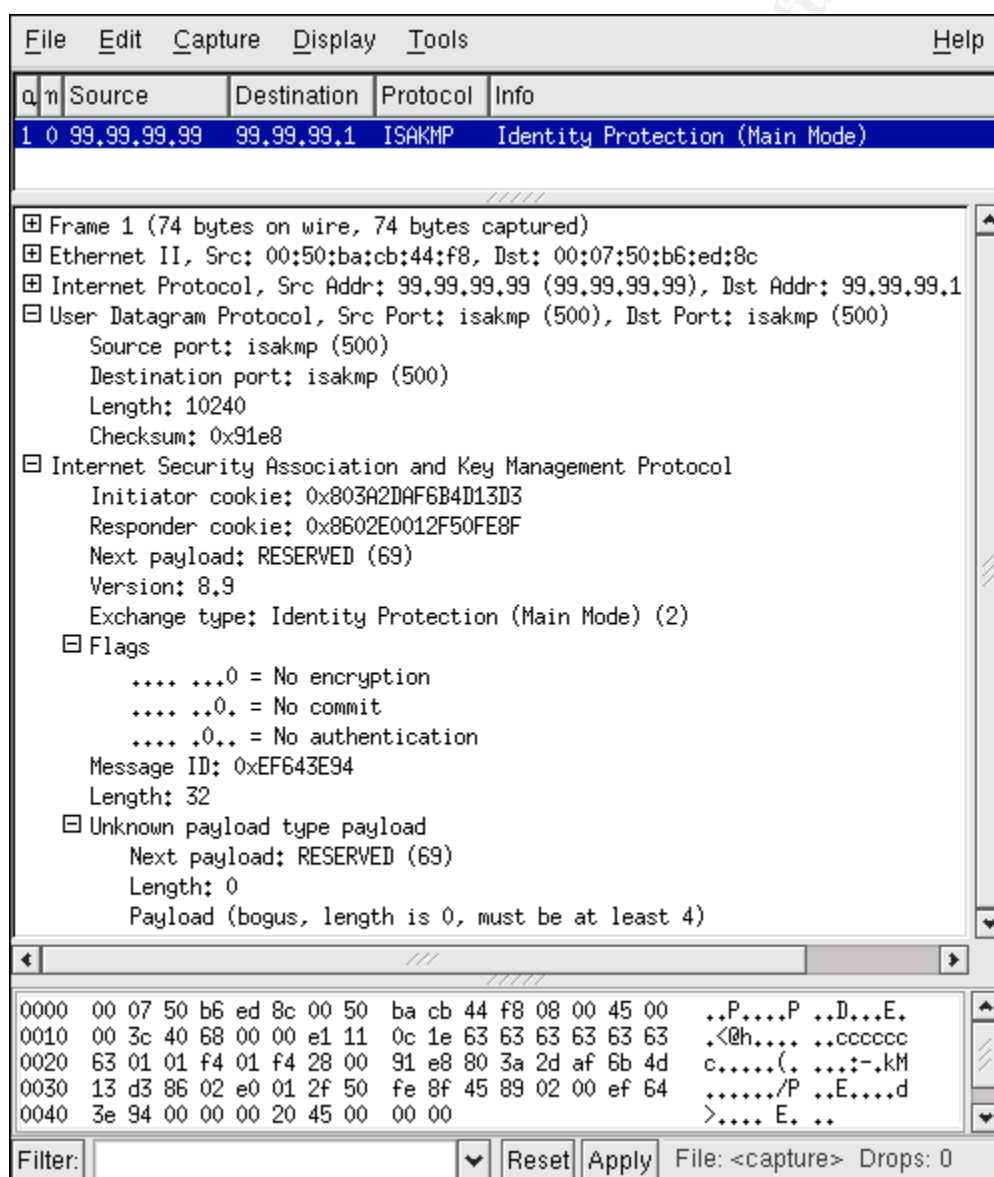 File Edit Capture Display Tools Help
Source Destination Protocol Info
1 0 99.99.99.99 99.99.99.1 ISAKMP Identity Protection (Main Mode)
Frame 1 (74 bytes on wire, 74 bytes captured)
Ethernet II, Src: 00:50:ba:cb:44:f8, Dst: 00:07:50:b6:ed:8c
Internet Protocol, Src Addr: 99.99.99.99 (99.99.99.99), Dst Addr: 99.99.99.1
User Datagram Protocol, Src Port: isakmp (500), Dst Port: isakmp (500)
Source port: isakmp (500)
Destination port: isakmp (500)
Length: 10240
Checksum: 0x91e8
Internet Security Association and Key Management Protocol
Initiator cookie: 0x803A2DAF6B4D13D3
Responder cookie: 0x8602E0012F50FE8F
Next payload: RESERVED (69)
Version: 8.9
Exchange type: Identity Protection (Main Mode) (2)
Flags
.... ...0 = No encryption
.... ..0. = No commit
.... .0.. = No authentication
Message ID: 0xEF643E94
Length: 32
Unknown payload type payload
Next payload: RESERVED (69)
Length: 0
Payload (bogus, length is 0, must be at least 4)
0000 00 07 50 b6 ed 8c 00 50 ba cb 44 f8 08 00 45 00 ..P....P ..D...E.
0010 00 3c 40 68 00 00 e1 11 0c 1e 63 63 63 63 63 63 .<@h.... ..cccccc
0020 63 01 01 f4 01 f4 28 00 91 e8 80 3a 2d af 6b 4d c.....(. ...:-.kM
0030 13 d3 86 02 e0 01 2f 50 fe 8f 45 89 02 00 ef 64 ....../P ..E....d
0040 3e 94 00 00 00 20 45 00 00 00 >.... E. ..
Filter: Reset Apply File: <capture> Drops: 0